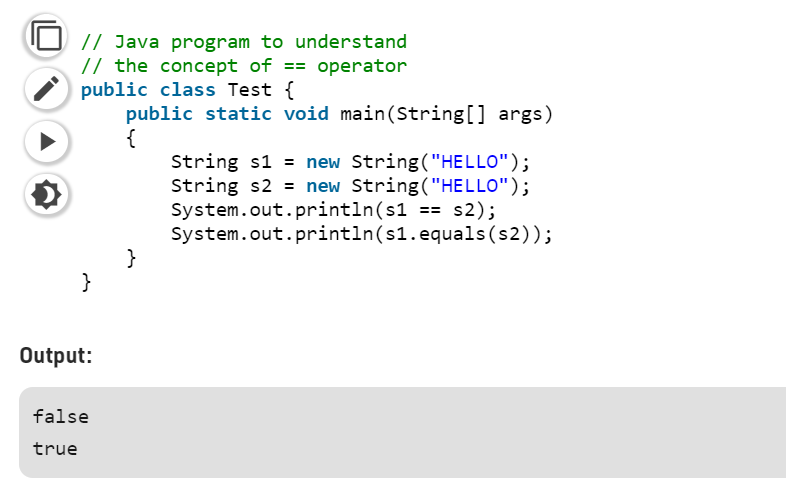 // Java program to understand
// the concept of == operator
public class Test {
    public static void main(String[] args)
    {
        String s1 = new String("HELLO");
        String s2 = new String("HELLO");
        System.out.println(s1 == s2);
        System.out.println(s1.equals(s2));
    }
}
Output:
false
true